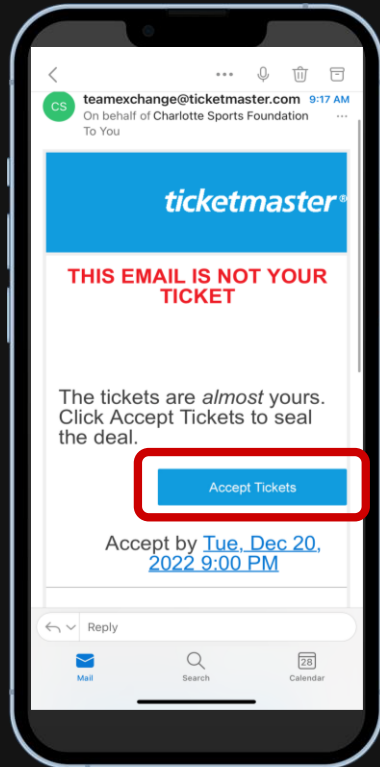 CS
teamexchange@ticketmaster.com 9:17 AM
On behalf of Charlotte Sports Foundation
To You
ticketmaster®
THIS EMAIL IS NOT YOUR
TICKET
The tickets are almost yours.
Click Accept Tickets to seal
the deal.
Accept Tickets
Accept by Tue, Dec 20,
2022 9:00 PM
Reply
28
Mail Search Calendar